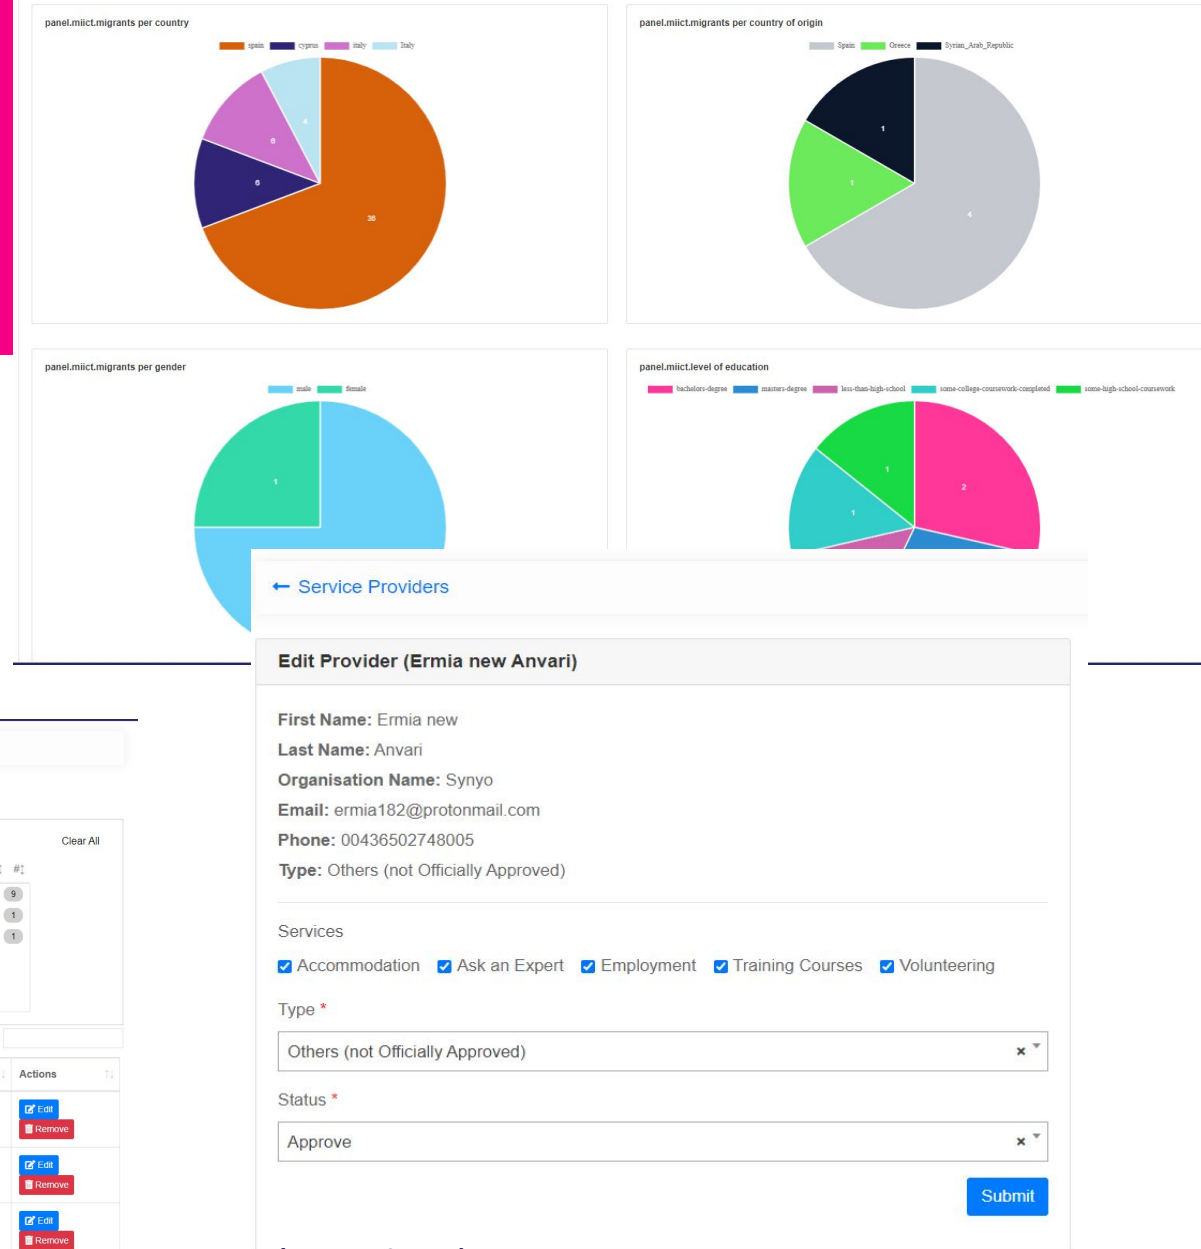 panel.miict.migrants per country
spain cyprus italy Italy
4
6
6
36
panel.miict.migrants per country of origin
Spain Greece Syrian_Arab_Republic
1
1
4
panel.miict.migrants per gender
male female
1
panel.miict.level of education
bachelors-degree masters-degree less-than-high-school some-college-coursework-completed some-high-school-coursework
1
2
1
← Service Providers
Edit Provider (Ermia new Anvari)
First Name: Ermia new
Last Name: Anvari
Organisation Name: Synyo
Email: ermia182@protonmail.com
Phone: 00436502748005
Type: Others (not Officially Approved)
Services
Accommodation Ask an Expert Employment Training Courses Volunteering
Type *
Others (not Officially Approved) ×
Status *
Approve ×
Submit
Clear All
#
9
1
1
Actions
Edit
Remove
Edit
Remove
Edit
Remove